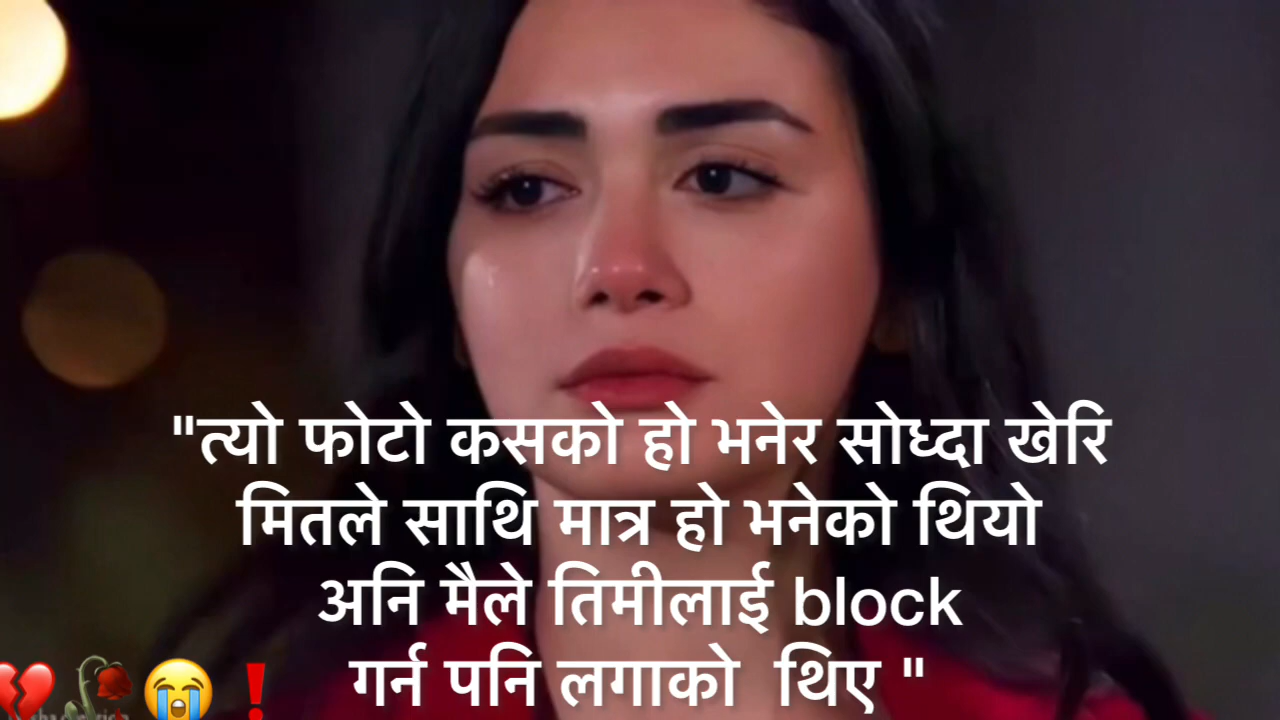 "त्यो फोटो कसको हो भनेर सोध्दा खेरि
मितले साथि मात्र हो भनेको थियो
अनि मैले तिमीलाई block
गर्न पनि लगाको थिए "